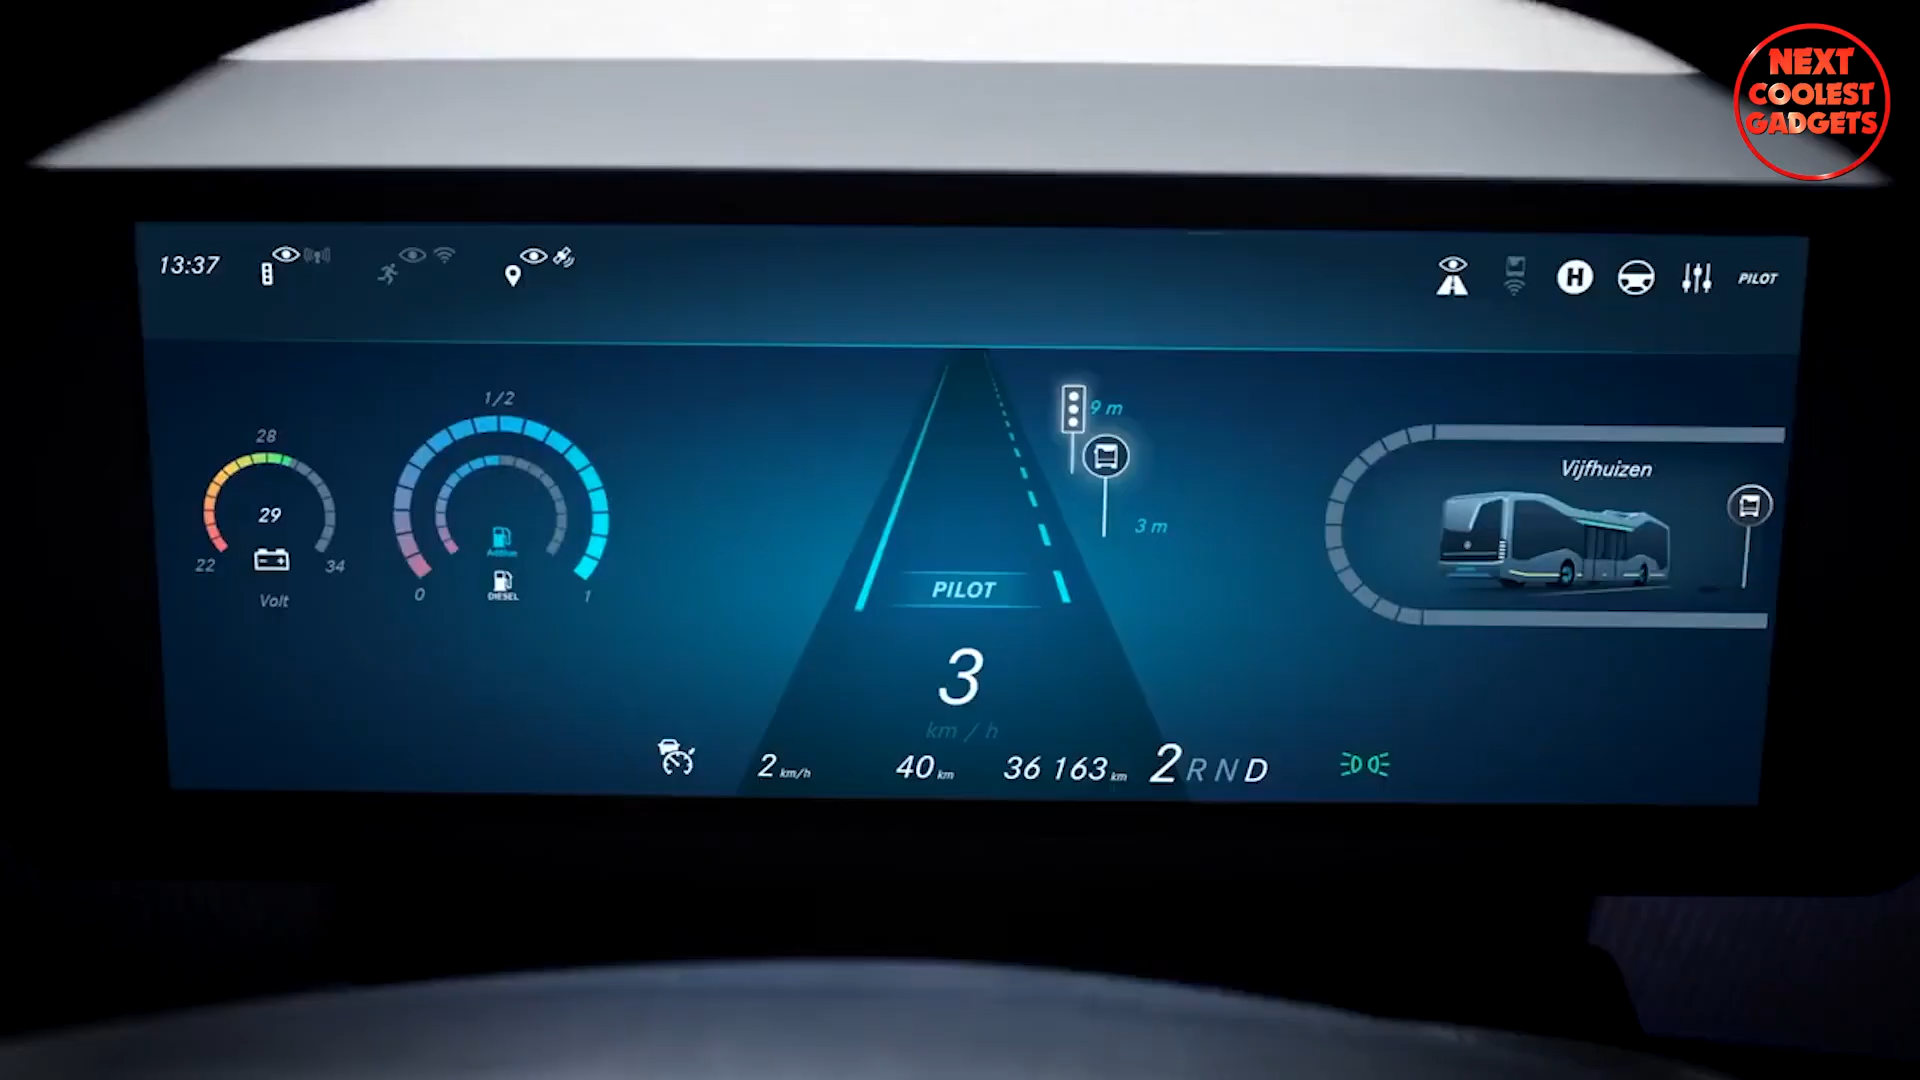 NEXT
COOLEST
GADGETS
13:37
H
PILOT
28
29
22
34
Volt
1/2
AdBlue
DIESEL
0
1
9 m
3 m
PILOT
3
km / h
Vijfhuizen
2 km/h
40 km
36 163 km
2 R N D